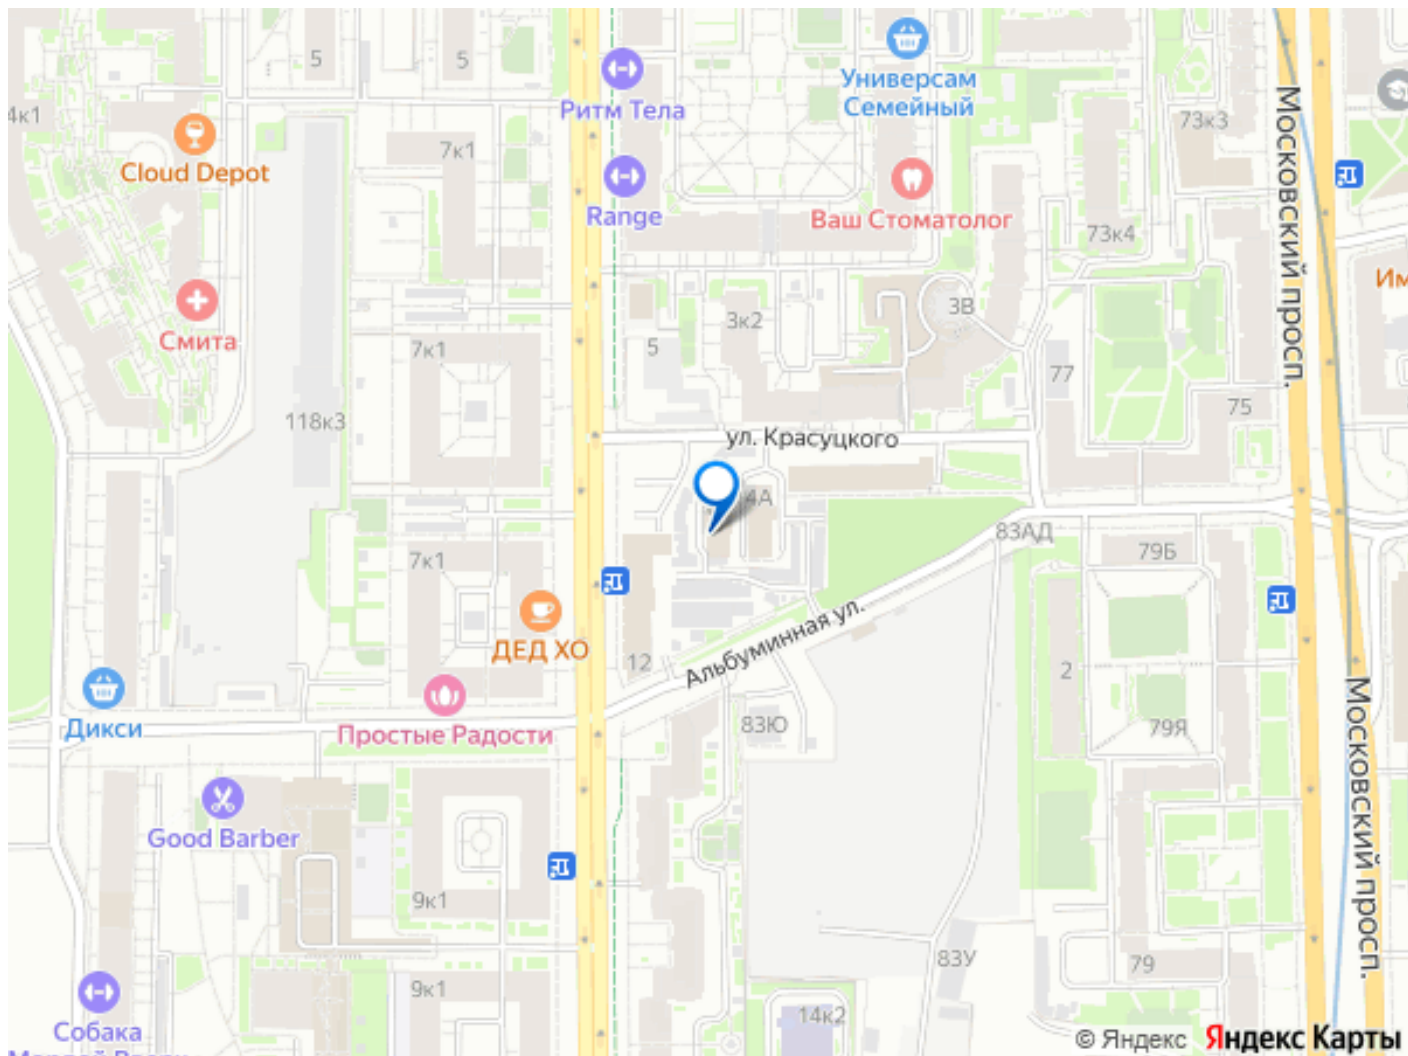 5
5
Ритм Тела
Универсам
Семейный
4к1
Cloud Depot
7к1
73к3
Range
Ваш Стоматолог
73к4
Московский просп.
Им
Смита
7к1
3к2
3В
5
77
75
118к3
ул. Красуцкого
4А
83АД
79Б
7к1
ДЕД ХО
12
Альбуминная ул.
2
Дикси
Простые Радости
83Ю
79Я
Московский просп.
Good Barber
9к1
83У
79
9к1
14к2
Собака
© Яндекс Яндекс Карты